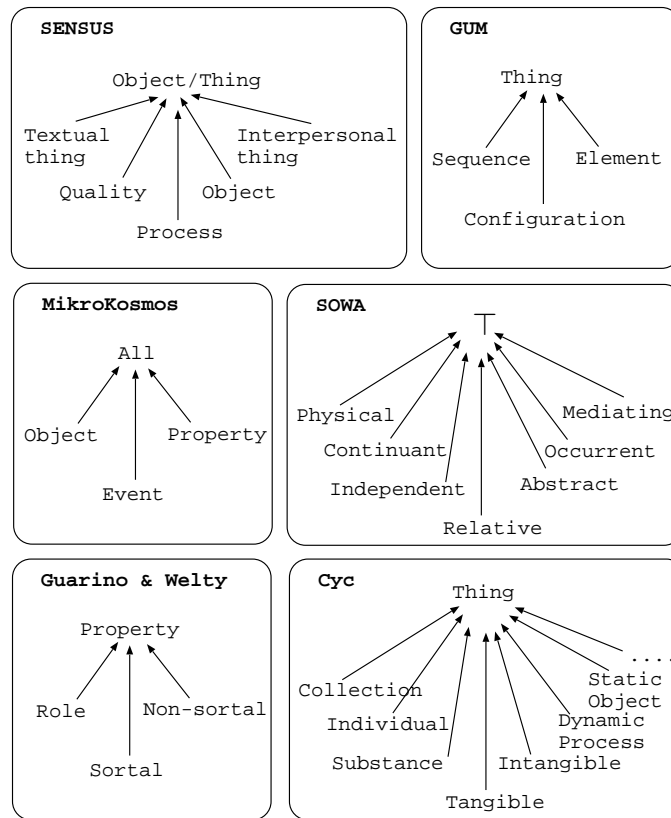 SENSUS
Object/Thing
Textual
thing
Interpersonal
thing
Quality
Object
Process
GUM
Thing
Sequence
Element
Configuration
MikroKosmos
All
Object
Property
Event
SOWA
⊤
Physical
Mediating
Continuant
Occurrent
Independent
Abstract
Relative
Guarino & Welty
Property
Role
Non-sortal
Sortal
Cyc
Thing
....
Collection
Static
Object
Individual
Dynamic
Process
Substance
Intangible
Tangible